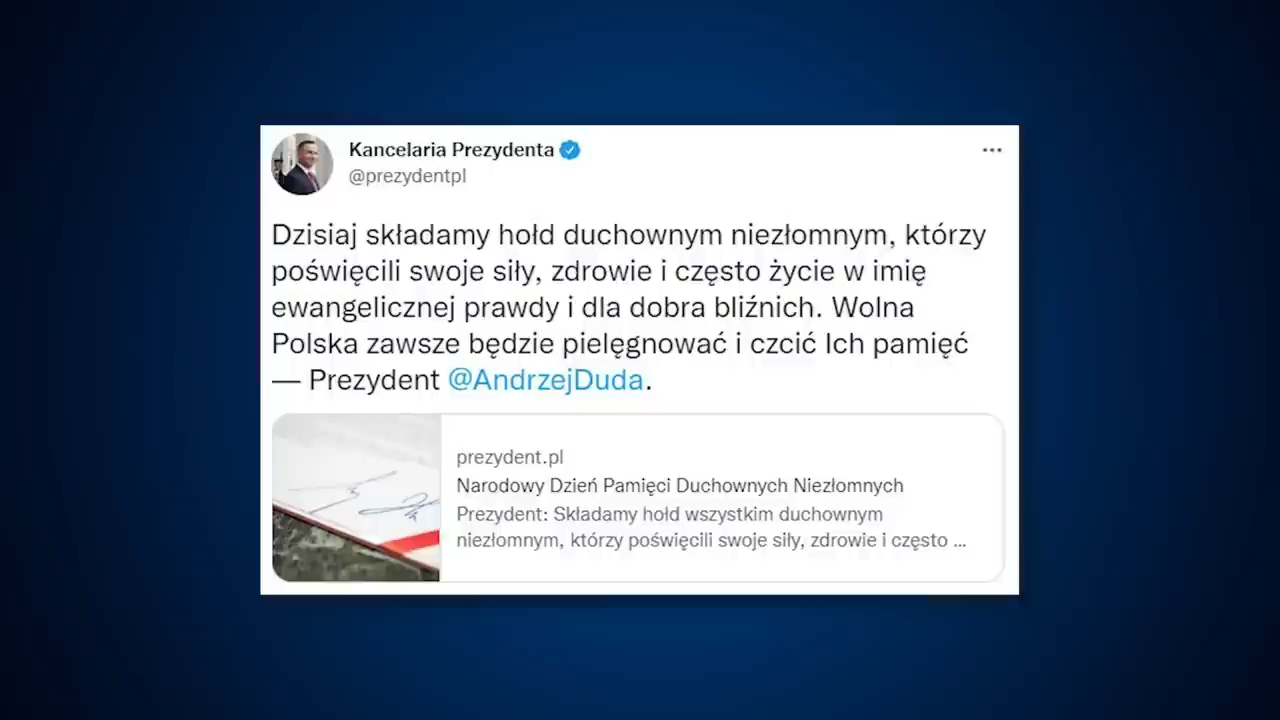 Kancelaria Prezydenta
@prezydentpl
Dzisiaj składamy hołd duchownym niezłomnym, którzy
poświęcili swoje siły, zdrowie i często życie w imię
ewangelicznej prawdy i dla dobra bliźnich. Wolna
Polska zawsze będzie pielęgnować i czcić Ich pamięć
— Prezydent @AndrzejDuda.
prezydent.pl
Narodowy Dzień Pamięci Duchownych Niezłomnych
Prezydent: Składamy hołd wszystkim duchownym
niezłomnym, którzy poświęcili swoje siły, zdrowie i często ...